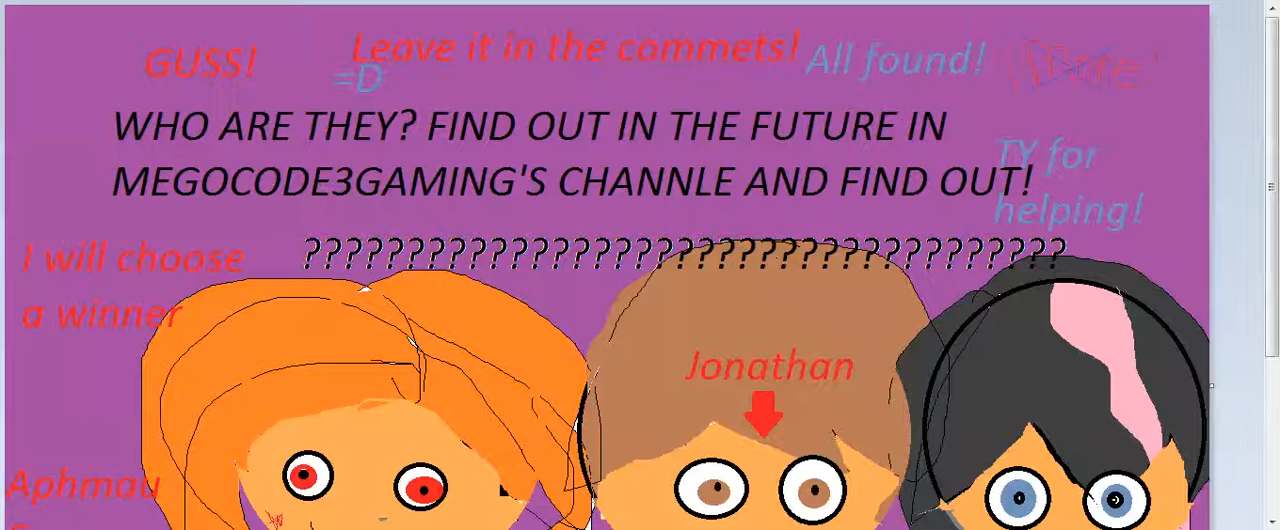 GUSS!
Leave it in the commets!
=D
All found!
WHO ARE THEY? FIND OUT IN THE FUTURE IN
MEGOCODE3GAMING'S CHANNLE AND FIND OUT!
TY for
helping!
?????????????????????????????????????
I will choose
a winner
Jonathan
Aphmau